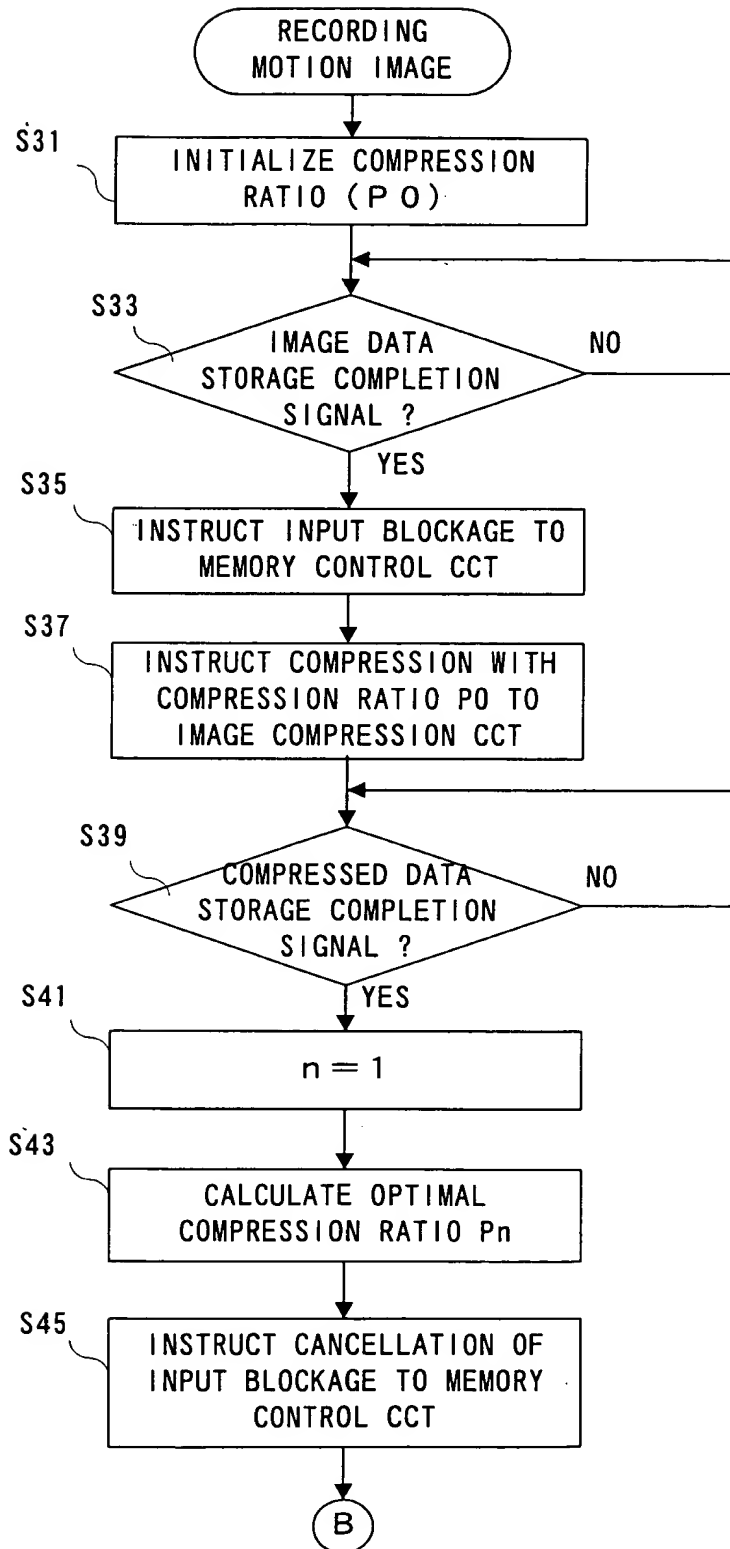 RECORDING
MOTION IMAGE
S31
INITIALIZE COMPRESSION
RATIO (P0)
S33
IMAGE DATA
STORAGE COMPLETION
SIGNAL ?
NO
YES
S35
INSTRUCT INPUT BLOCKAGE TO
MEMORY CONTROL CCT
S37
INSTRUCT COMPRESSION WITH
COMPRESSION RATIO P0 TO
IMAGE COMPRESSION CCT
S39
COMPRESSED DATA
STORAGE COMPLETION
SIGNAL ?
NO
YES
S41
n = 1
S43
CALCULATE OPTIMAL
COMPRESSION RATIO Pn
S45
INSTRUCT CANCELLATION OF
INPUT BLOCKAGE TO MEMORY
CONTROL CCT
B